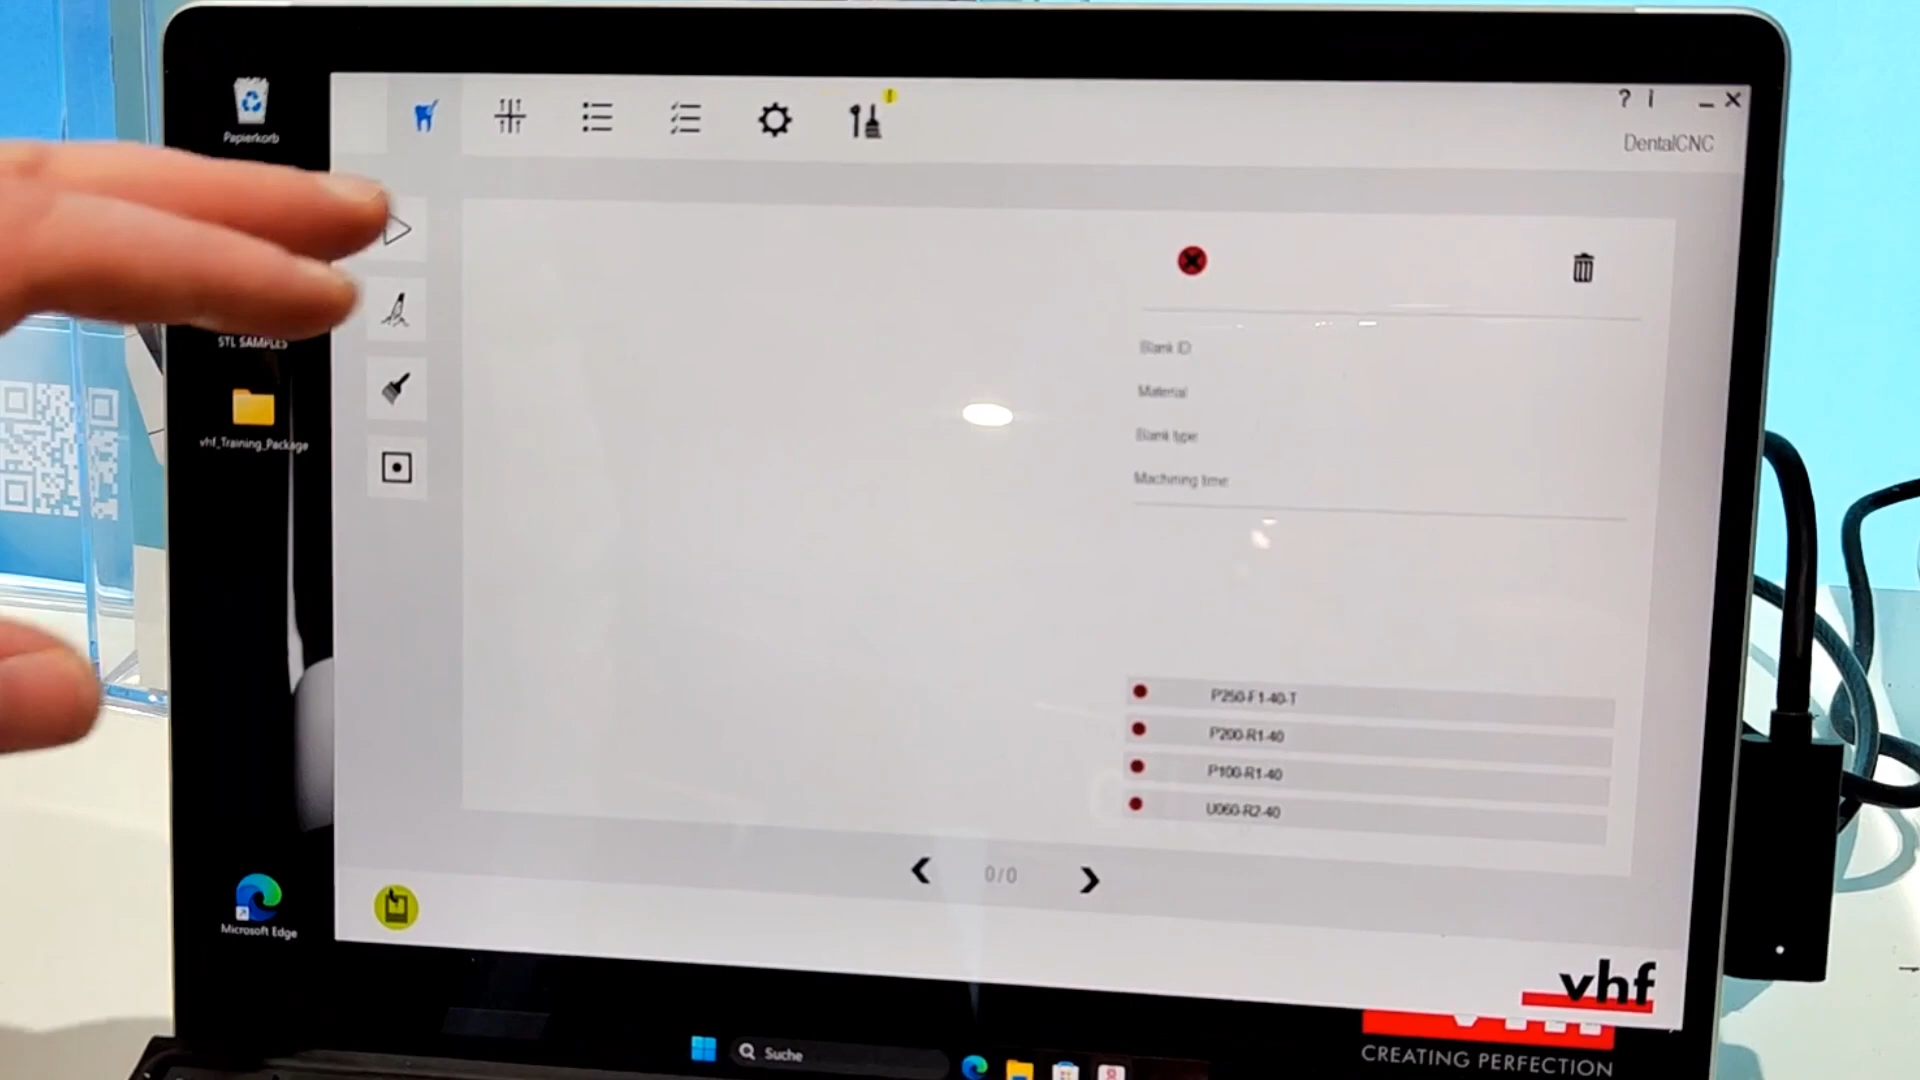 Papierkorb
STL SAMPLES
vhf_Training_Package
Microsoft Edge
? i _ X
DentalCNC
Blank ID
Material
Blank type
Machining time
P250-F1-40-T
P200-R1-40
P100-R1-40
U060-R2-40
0/0
vhf
CREATING PERFECTION
Suche